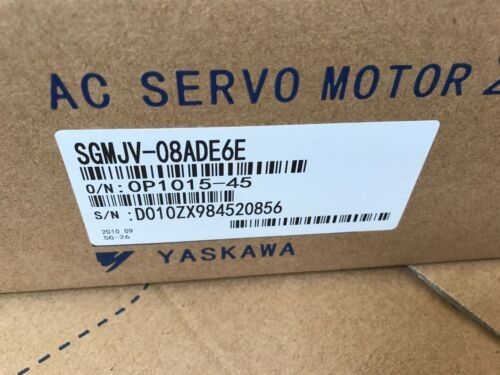 AC SERVO MOTOR
SGMJV-08ADE6E
O/N: OP1015-45
S/N :D010ZX984520856
2010.09
SG-26
YASKAWA